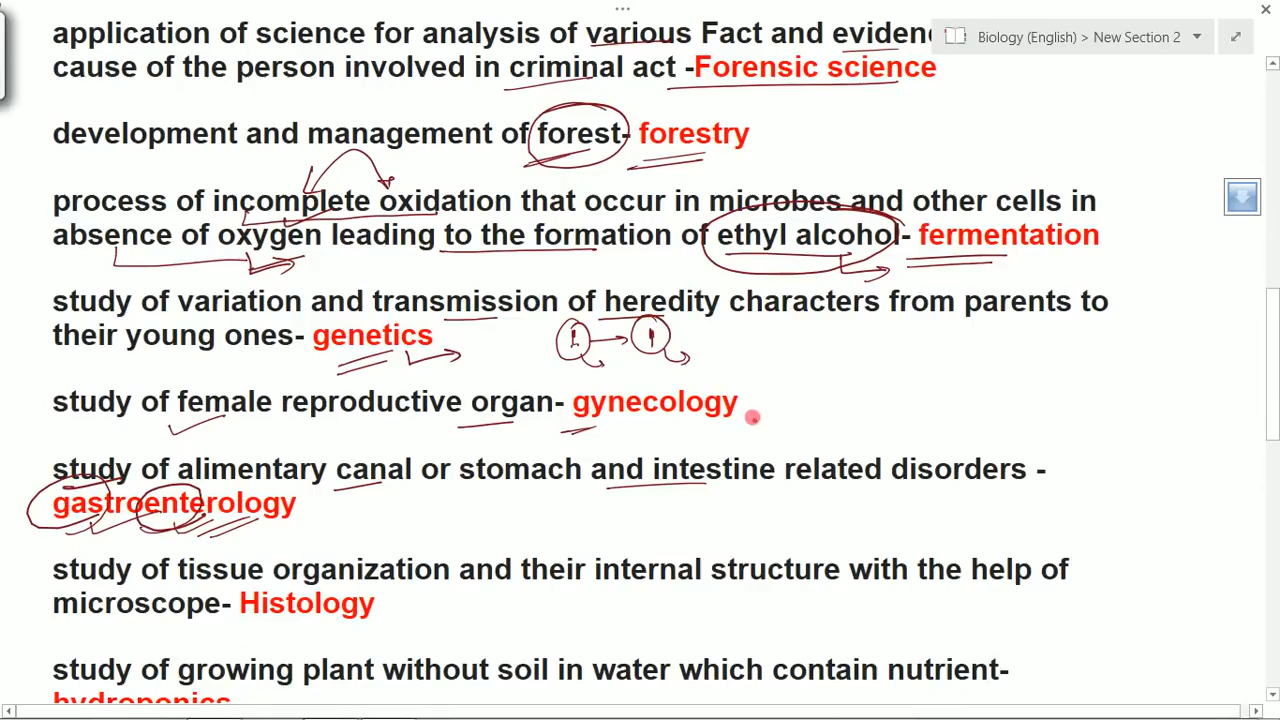 application of science for analysis of various Fact and
Biology (English) > New Section 2
cause of the person involved in criminal act -Forensic science
development and management of forest- forestry
process of incomplete oxidation that occur in microbes and other cells in
absence of oxygen leading to the formation of ethyl alcohol- fermentation
study of variation and transmission of heredity characters from parents to
their young ones- genetics
study of female reproductive organ- gynecology
study of alimentary canal or stomach and intestine related disorders -
gastroenterology
study of tissue organization and their internal structure with the help of
microscope- Histology
study of growing plant without soil in water which contain nutrient-
hydroponics